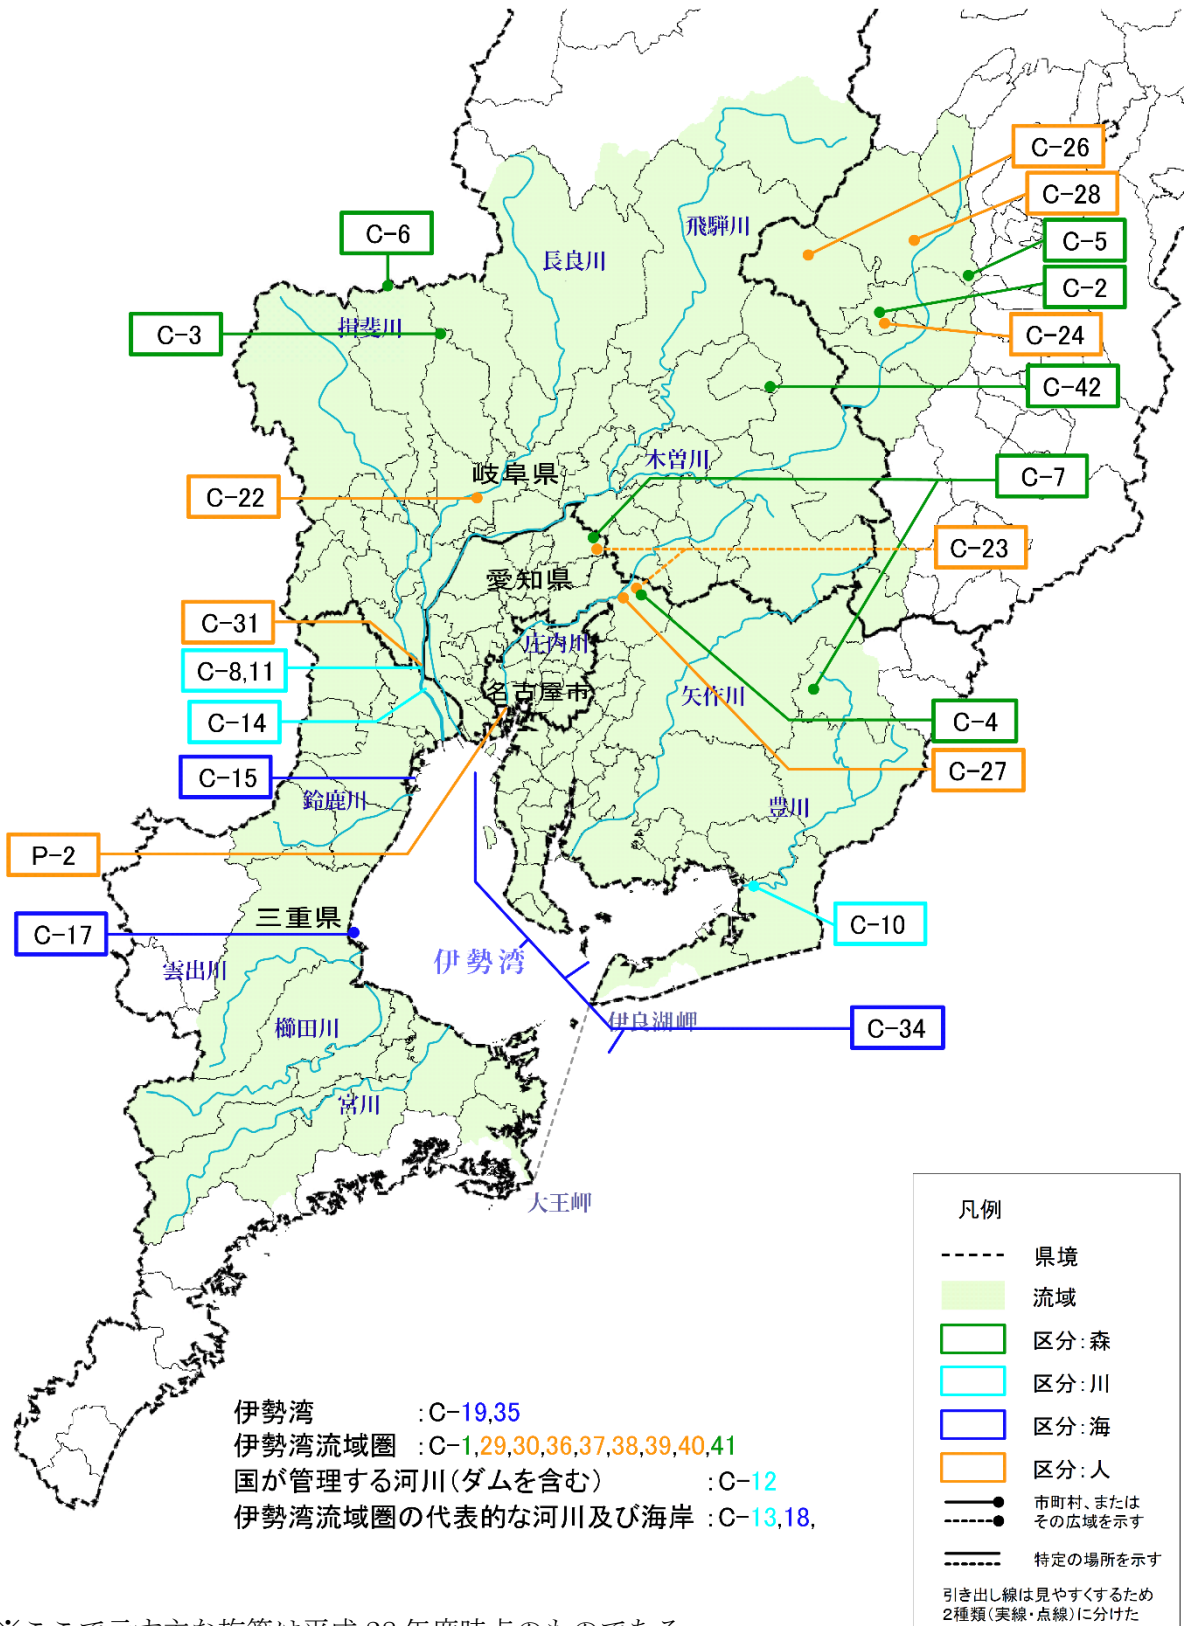 C-26
C-28
C-6
飛騨川
C-5
長良川
C-2
揖斐川
C-3
C-24
C-42
木曽川
岐阜県
C-7
C-22
C-23
愛知県
C-31
庄内川
C-8,11
名古屋市
矢作川
C-14
C-4
C-15
C-27
鈴鹿川
豊川
P-2
三重県
C-10
C-17
伊勢湾
雲出川
伊良湖岬
櫛田川
C-34
宮川
大王岬
凡例
県境
流域
区分:森
区分:川
区分:海
区分:人
市町村、または
その広域を示す
特定の場所を示す
引き出し線は見やすくするため
2種類(実線・点線)に分けた
伊勢湾 :C-19,35
伊勢湾流域圏 :C-1,29,30,36,37,38,39,40,41
国が管理する河川(ダムを含む) :C-12
伊勢湾流域圏の代表的な河川及び海岸 :C-13,18,